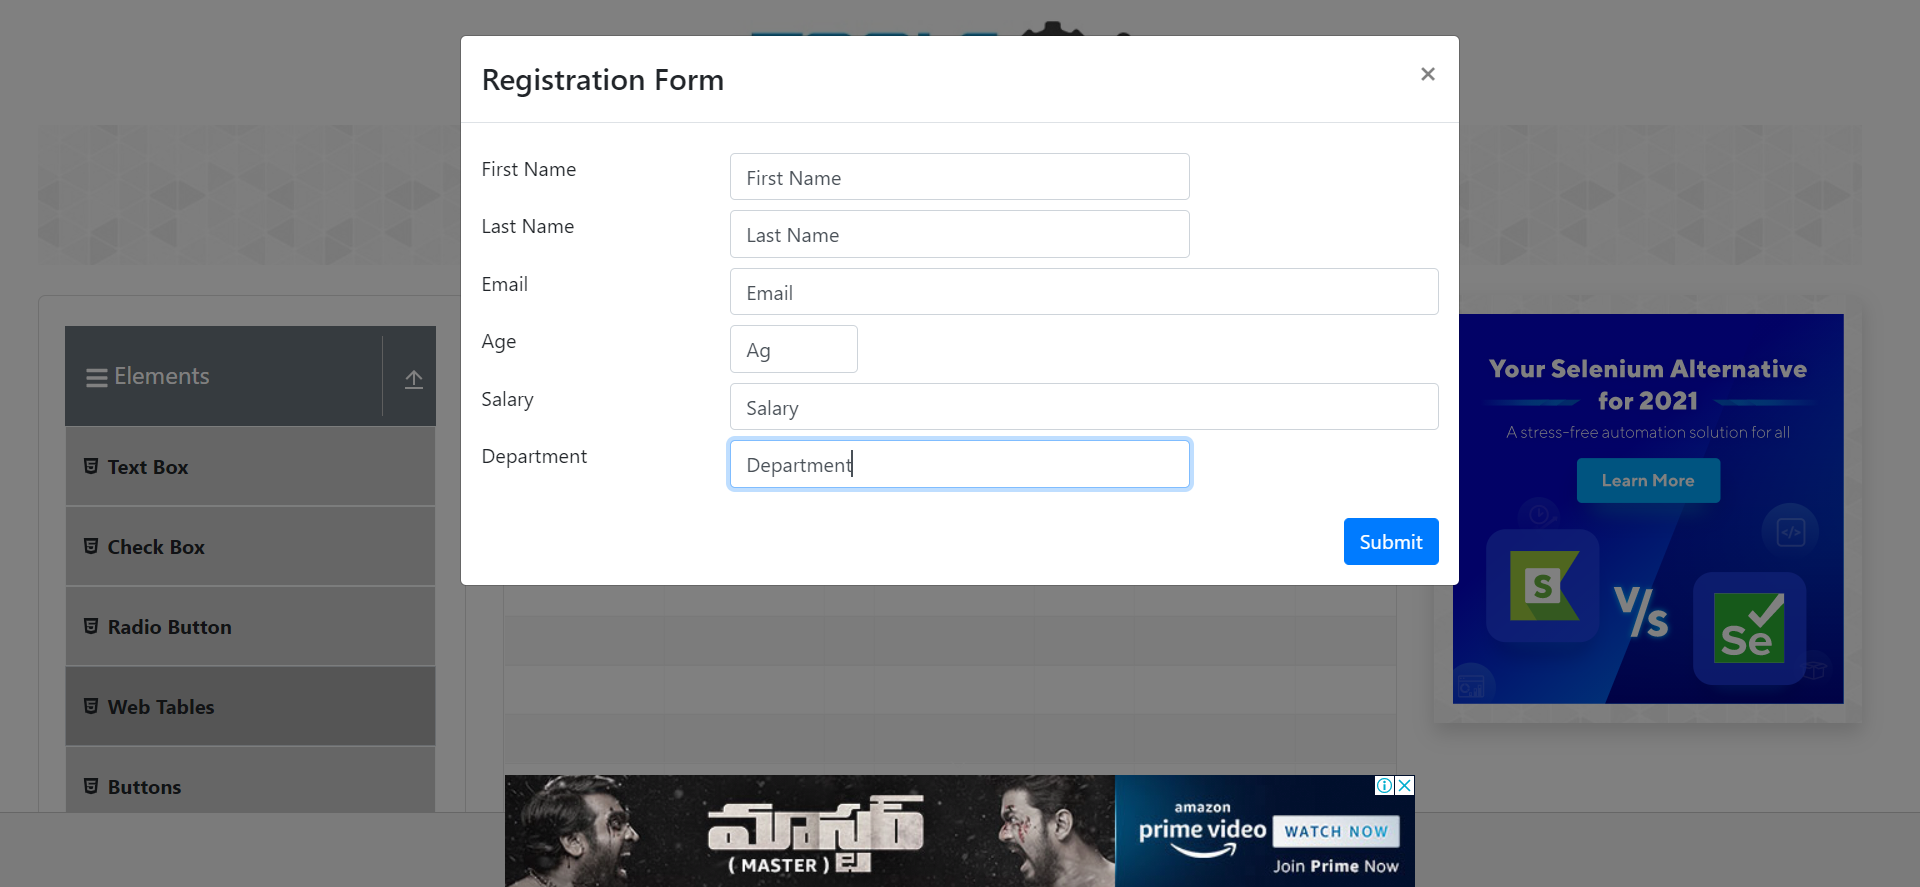 Registration Form
×
First Name
First Name
Last Name
Last Name
Email
Email
Age
Ag
Salary
Salary
Department
Department
Submit
Elements
Text Box
Check Box
Radio Button
Web Tables
Buttons
Your Selenium Alternative
for 2021
A stress-free automation solution for all
Learn More
</>
S
V/s
Se
మాస్టర్
( MASTER )
amazon
prime video
WATCH NOW
Join Prime Now